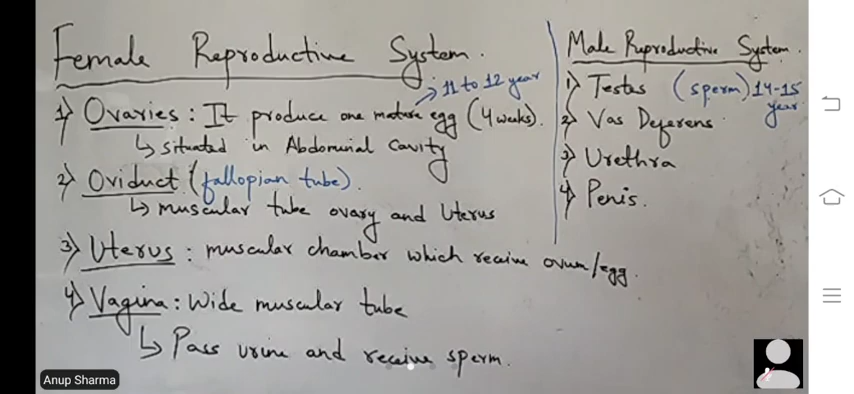 Female Reproductive System.
11 to 12 year
1) Ovaries : It produce one mature egg (4 weeks).
↳ situated in Abdominal Cavity
2) Oviduct (fallopian tube).
↳ muscular tube ovary and Uterus
3) Uterus : muscular chamber which receive ovum/egg.
4) Vagina : Wide muscular tube
↳ Pass urine and receive sperm.
Male Reproductive System.
1) Testes (sperm) 14-15
year
2) Vas Deferens.
3) Urethra
4) Penis.
Anup Sharma